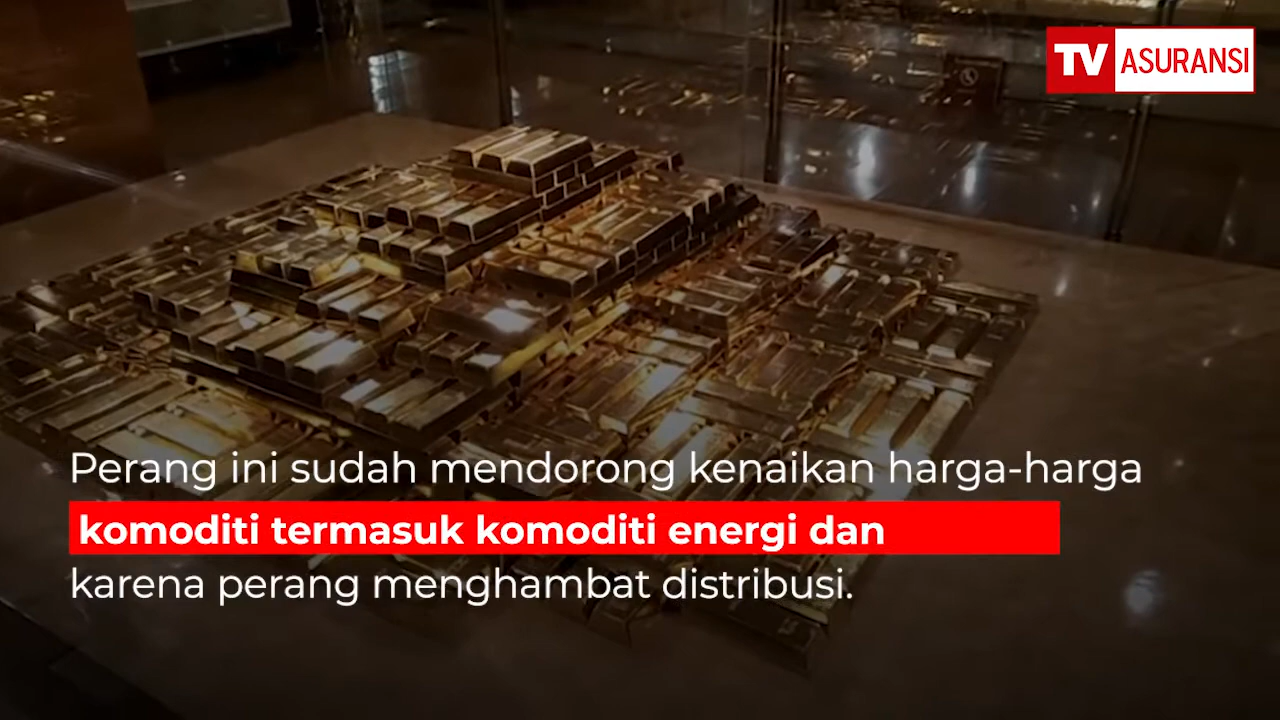 TV ASURANSI
Perang ini sudah mendorong kenaikan harga-harga
komoditi termasuk komoditi energi dan
karena perang menghambat distribusi.